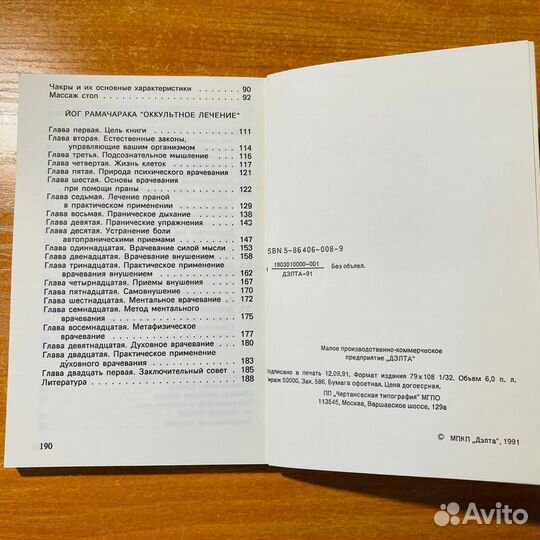 Чакры и их основные характеристики . . . . . . . 90
Массаж стоп . . . . . . . . . . . . . . . . . . . . . 92
ЙОГ РАМАЧАРАКА "ОККУЛЬТНОЕ ЛЕЧЕНИЕ"
Глава первая. Цель книги . . . . . . . . . . . . . 111
Глава вторая. Естественные законы,
управляющие вашим организмом . . . . . . . 114
Глава третья. Подсознательное мышление . . . . 116
Глава четвертая. Жизнь клеток . . . . . . . . . . 117
Глава пятая. Природа психического врачевания 121
Глава шестая. Основы врачевания
при помощи праны . . . . . . . . . . . . . . . 122
Глава седьмая. Лечение праной
в практическом применении . . . . . . . . . . 129
Глава восьмая. Праническое дыхание . . . . . . 138
Глава девятая. Пранические упражнения . . . . 143
Глава десятая. Устранение боли
автопраническими приемами . . . . . . . . . . 147
Глава одиннадцатая. Врачевание силой мысли . . 153
Глава двенадцатая. Врачевание внушением . . . 158
Глава тринадцатая. Практическое применение
врачевания внушением . . . . . . . . . . . . . 162
Глава четырнадцатая. Приемы внушения . . . . . 167
Глава пятнадцатая. Самовнушение . . . . . . . . 170
Глава шестнадцатая. Ментальное врачевание . . . 172
Глава семнадцатая. Метод ментального
врачевания . . . . . . . . . . . . . . . . . . . 175
Глава восемнадцатая. Метафизическое
врачевание . . . . . . . . . . . . . . . . . . . 177
Глава девятнадцатая. Духовное врачевание . . . 180
Глава двадцатая. Практическое применение
духовного врачевания . . . . . . . . . . . . . 183
Глава двадцать первая. Заключительный совет . . 185
Литература . . . . . . . . . . . . . . . . . . . . . 188
190
ISBN 5-86406-008-9
1903010000-001
ДЭЛТА-91
Без объявл.
Малое производственно-коммерческое
предприятие „ДЭЛТА"
Подписано в печать 12.09.91, Формат издания 79 х 108 1/32. Объем 6,0 п. л.
Тираж 50000. Зак. 586. Бумага офсетная. Цена договорная.
ПП „Чертановская типография" МГПО
113545, Москва, Варшавское шоссе, 129а
© МПКП „Дэлта", 1991
Avito